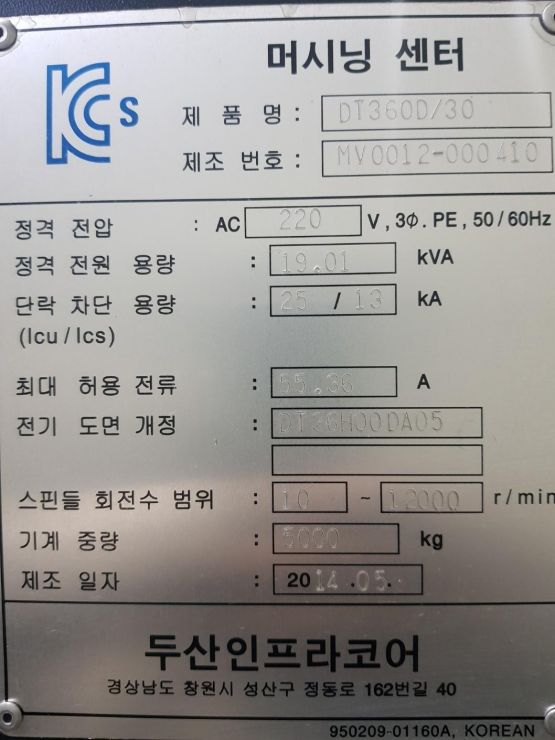 머시닝 센터
KCs
제 품 명 : DT360D/30
제조 번호 : MV0012-000410
정격 전압 : AC 220 V, 3Φ. PE, 50/60Hz
정격 전원 용량 : 19.01 kVA
단락 차단 용량 : 25 / 13 kA
(Icu / Ics)
최대 허용 전류 : 55.36 A
전기 도면 개정 : DT36H00DA05
스핀들 회전수 범위 : 10 ~ 12000 r/min
기계 중량 : 5000 kg
제조 일자 : 2014.05.
두산인프라코어
경상남도 창원시 성산구 정동로 162번길 40
950209-01160A, KOREAN